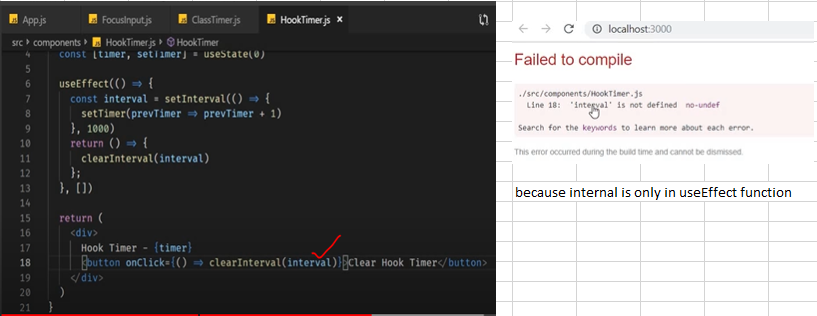 App.js
FocusInput.js
ClassTimer.js
HookTimer.js
src > components > HookTimer.js > HookTimer
4 const [timer, setTimer] = useState(0)
5
6 useEffect(() => {
7 const interval = setInterval(() => {
8 setTimer(prevTimer => prevTimer + 1)
9 }, 1000)
10 return () => {
11 clearInterval(interval)
12 };
13 }, [])
14
15 return (
16 <div>
17 Hook Timer - {timer}
18 <button onClick={() => clearInterval(interval)}>Clear Hook Timer</button>
19 </div>
20 )
21 }
localhost:3000
Failed to compile
./src/components/HookTimer.js
Line 18: 'interval' is not defined no-undef
Search for the keywords to learn more about each error.
This error occurred during the build time and cannot be dismissed.
because internal is only in useEffect function